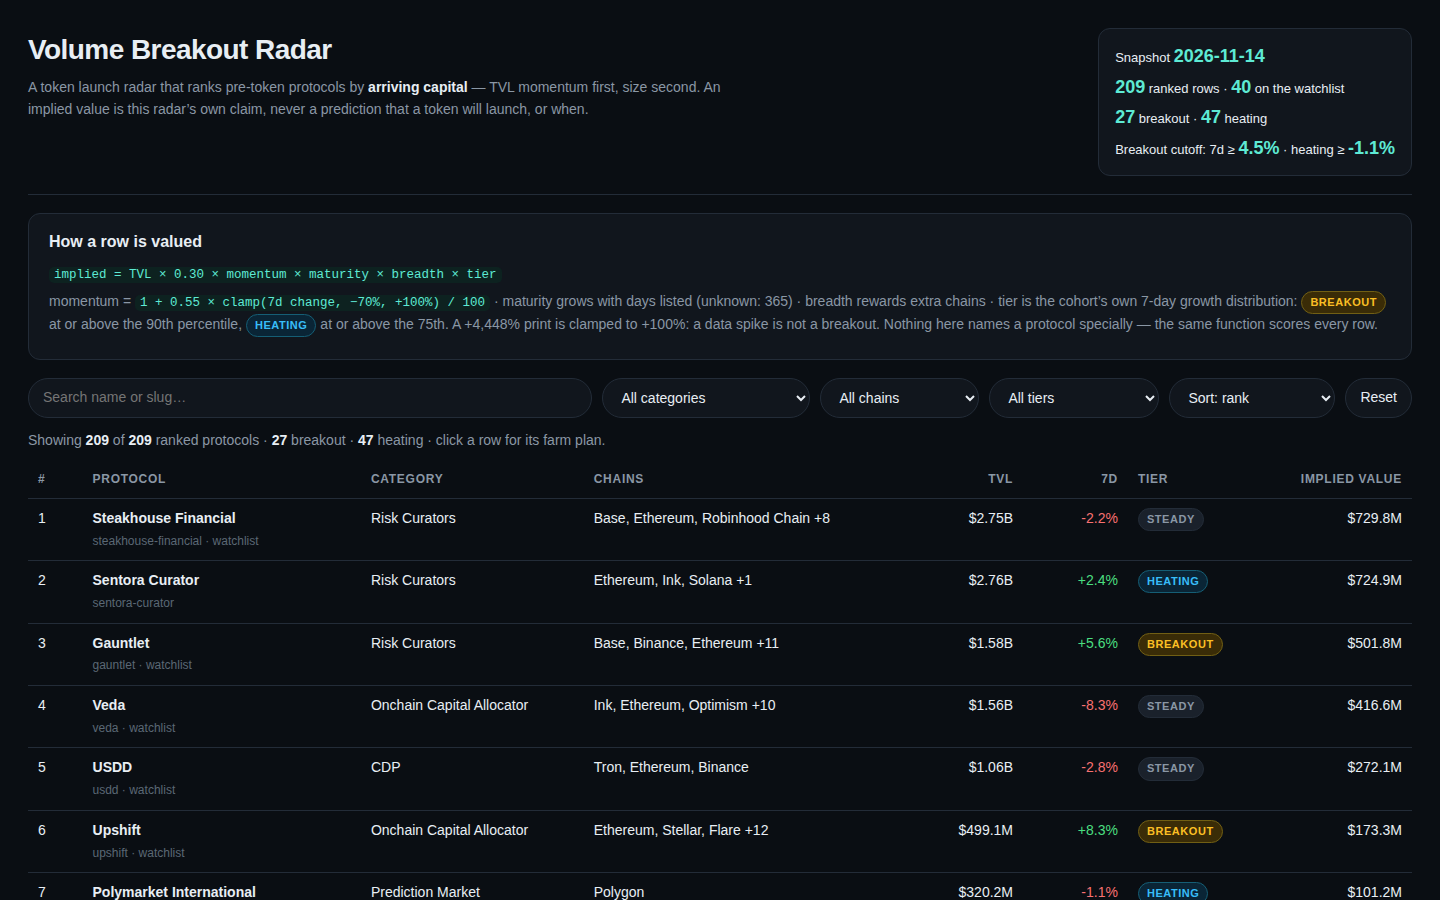 Volume Breakout Radar
A token launch radar that ranks pre-token protocols by arriving capital — TVL momentum first, size second. An
implied value is this radar’s own claim, never a prediction that a token will launch, or when.
Snapshot 2026-11-14
209 ranked rows · 40 on the watchlist
27 breakout · 47 heating
Breakout cutoff: 7d ≥ 4.5% · heating ≥ -1.1%
How a row is valued
implied = TVL × 0.30 × momentum × maturity × breadth × tier
momentum = 1 + 0.55 × clamp(7d change, −70%, +100%) / 100 · maturity grows with days listed (unknown: 365) · breadth rewards extra chains · tier is the cohort’s own 7-day growth distribution: BREAKOUT
at or above the 90th percentile, HEATING at or above the 75th. A +4,448% print is clamped to +100%: a data spike is not a breakout. Nothing here names a protocol specially — the same function scores every row.
Search name or slug… All categories All chains All tiers Sort: rank Reset
Showing 209 of 209 ranked protocols · 27 breakout · 47 heating · click a row for its farm plan.
# PROTOCOL CATEGORY CHAINS TVL 7D TIER IMPLIED VALUE
1 Steakhouse Financial Risk Curators Base, Ethereum, Robinhood Chain +8 $2.75B -2.2% STEADY $729.8M
steakhouse-financial · watchlist
2 Sentora Curator Risk Curators Ethereum, Ink, Solana +1 $2.76B +2.4% HEATING $724.9M
sentora-curator
3 Gauntlet Risk Curators Base, Binance, Ethereum +11 $1.58B +5.6% BREAKOUT $501.8M
gauntlet · watchlist
4 Veda Onchain Capital Allocator Ink, Ethereum, Optimism +10 $1.56B -8.3% STEADY $416.6M
veda · watchlist
5 USDD CDP Tron, Ethereum, Binance $1.06B -2.8% STEADY $272.1M
usdd · watchlist
6 Upshift Onchain Capital Allocator Ethereum, Stellar, Flare +12 $499.1M +8.3% BREAKOUT $173.3M
upshift · watchlist
7 Polymarket International Prediction Market Polygon $320.2M -1.1% HEATING $101.2M